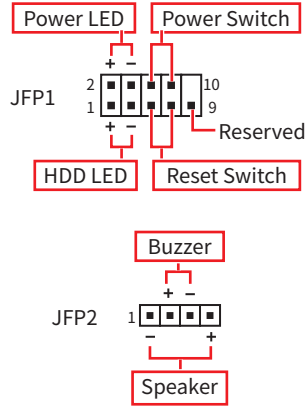 Power LED Power Switch
+ −
2 10
JFP1
1 9
+ −
Reserved
HDD LED Reset Switch
Buzzer
+ −
JFP2 1
− +
Speaker